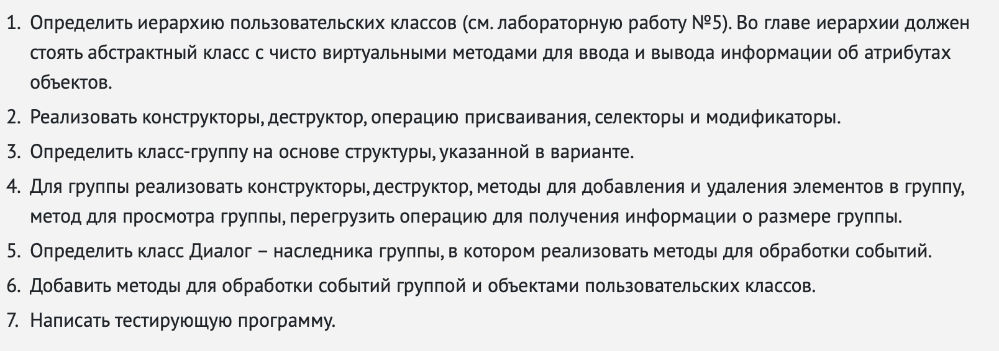 1. Определить иерархию пользовательских классов (см. лабораторную работу №5). Во главе иерархии должен
стоять абстрактный класс с чисто виртуальными методами для ввода и вывода информации об атрибутах
объектов.
2. Реализовать конструкторы, деструктор, операцию присваивания, селекторы и модификаторы.
3. Определить класс-группу на основе структуры, указанной в варианте.
4. Для группы реализовать конструкторы, деструктор, методы для добавления и удаления элементов в группу,
метод для просмотра группы, перегрузить операцию для получения информации о размере группы.
5. Определить класс Диалог – наследника группы, в котором реализовать методы для обработки событий.
6. Добавить методы для обработки событий группой и объектами пользовательских классов.
7. Написать тестирующую программу.